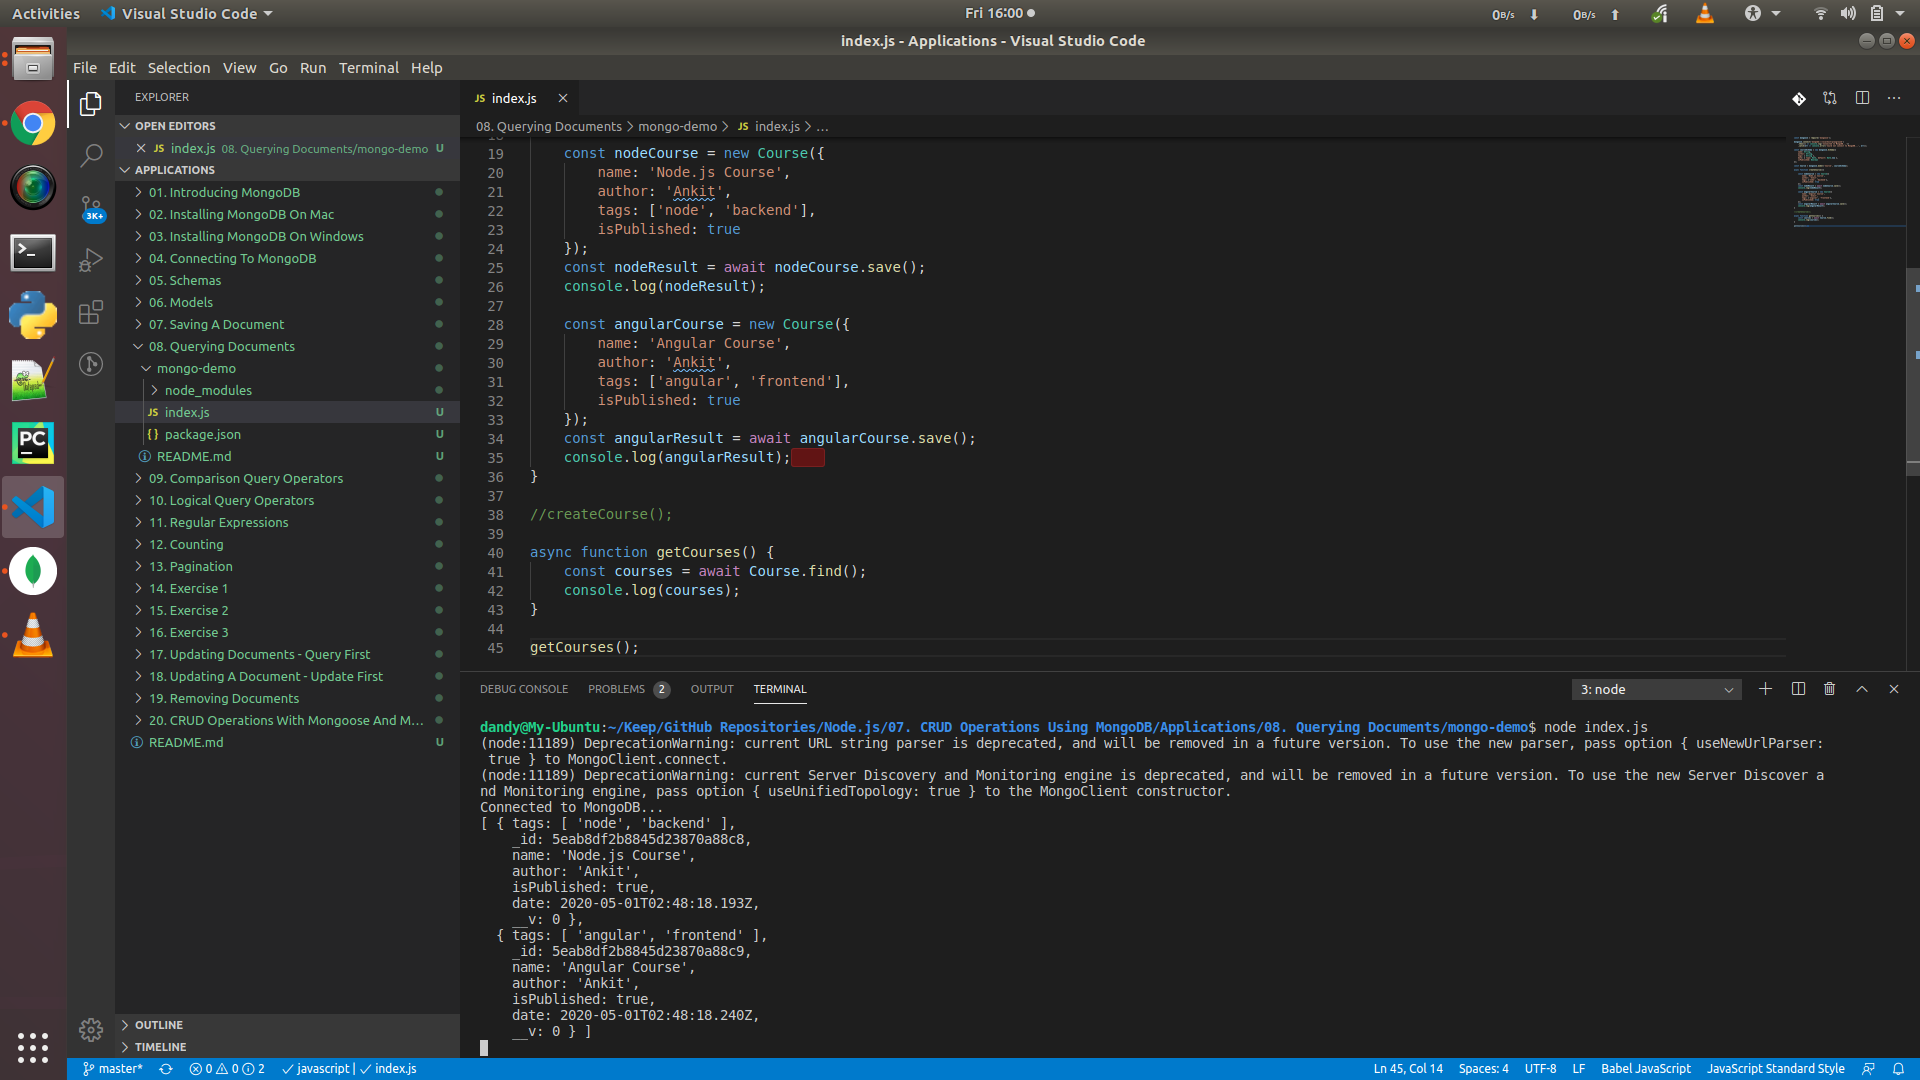 Activities Visual Studio Code Fri 16:00 0B/s 0B/s
index.js - Applications - Visual Studio Code
File Edit Selection View Go Run Terminal Help
EXPLORER
OPEN EDITORS
JS index.js 08. Querying Documents/mongo-demo U
3K+
APPLICATIONS
01. Introducing MongoDB
02. Installing MongoDB On Mac
03. Installing MongoDB On Windows
04. Connecting To MongoDB
05. Schemas
06. Models
07. Saving A Document
08. Querying Documents
mongo-demo
node_modules
JS index.js U
{} package.json U
README.md U
09. Comparison Query Operators
10. Logical Query Operators
11. Regular Expressions
12. Counting
13. Pagination
14. Exercise 1
15. Exercise 2
16. Exercise 3
17. Updating Documents - Query First
18. Updating A Document - Update First
19. Removing Documents
20. CRUD Operations With Mongoose And M...
README.md U
OUTLINE
TIMELINE
PC
JS index.js
08. Querying Documents > mongo-demo > JS index.js > ...
19 const nodeCourse = new Course({
20 name: 'Node.js Course',
21 author: 'Ankit',
22 tags: ['node', 'backend'],
23 isPublished: true
24 });
25 const nodeResult = await nodeCourse.save();
26 console.log(nodeResult);
27
28 const angularCourse = new Course({
29 name: 'Angular Course',
30 author: 'Ankit',
31 tags: ['angular', 'frontend'],
32 isPublished: true
33 });
34 const angularResult = await angularCourse.save();
35 console.log(angularResult);
36 }
37
38 //createCourse();
39
40 async function getCourses() {
41 const courses = await Course.find();
42 console.log(courses);
43 }
44
45 getCourses();
DEBUG CONSOLE PROBLEMS 2 OUTPUT TERMINAL 3: node
dandy@My-Ubuntu:~/Keep/GitHub Repositories/Node.js/07. CRUD Operations Using MongoDB/Applications/08. Querying Documents/mongo-demo$ node index.js
(node:11189) DeprecationWarning: current URL string parser is deprecated, and will be removed in a future version. To use the new parser, pass option { useNewUrlParser:
true } to MongoClient.connect.
(node:11189) DeprecationWarning: current Server Discovery and Monitoring engine is deprecated, and will be removed in a future version. To use the new Server Discover a
nd Monitoring engine, pass option { useUnifiedTopology: true } to the MongoClient constructor.
Connected to MongoDB...
[ { tags: [ 'node', 'backend' ],
_id: 5eab8df2b8845d23870a88c8,
name: 'Node.js Course',
author: 'Ankit',
isPublished: true,
date: 2020-05-01T02:48:18.193Z,
__v: 0 },
{ tags: [ 'angular', 'frontend' ],
_id: 5eab8df2b8845d23870a88c9,
name: 'Angular Course',
author: 'Ankit',
isPublished: true,
date: 2020-05-01T02:48:18.240Z,
__v: 0 } ]
master* 0 0 2 javascript | index.js Ln 45, Col 14 Spaces: 4 UTF-8 LF Babel JavaScript JavaScript Standard Style